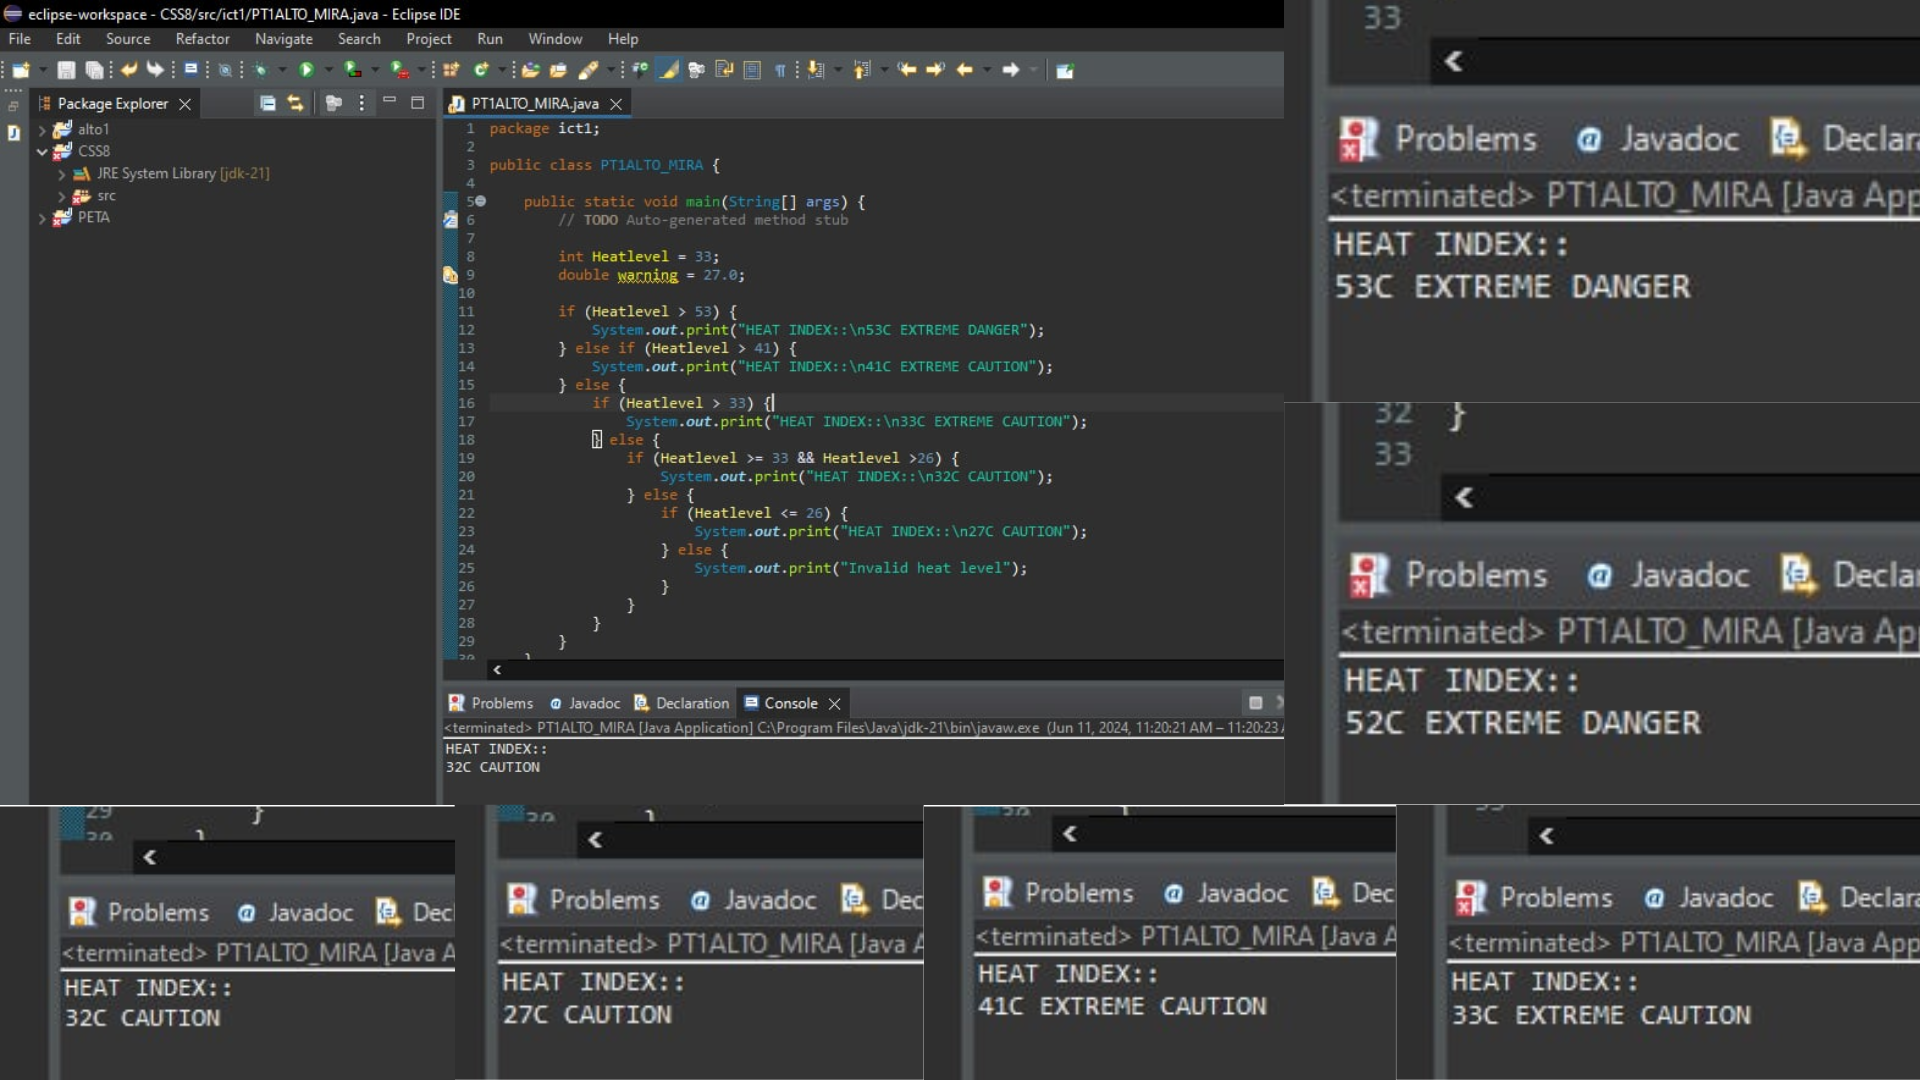 eclipse-workspace - CSS8/src/ict1/PT1ALTO_MIRA.java - Eclipse IDE
File Edit Source Refactor Navigate Search Project Run Window Help
Package Explorer
alto1
CSS8
JRE System Library [jdk-21]
src
PETA
PT1ALTO_MIRA.java
1 package ict1;
2
3 public class PT1ALTO_MIRA {
4
5 public static void main(String[] args) {
6 // TODO Auto-generated method stub
7
8 int Heatlevel = 33;
9 double warning = 27.0;
10
11 if (Heatlevel > 53) {
12 System.out.print("HEAT INDEX::\n53C EXTREME DANGER");
13 } else if (Heatlevel > 41) {
14 System.out.print("HEAT INDEX::\n41C EXTREME CAUTION");
15 } else {
16 if (Heatlevel > 33) {
17 System.out.print("HEAT INDEX::\n33C EXTREME CAUTION");
18 } else {
19 if (Heatlevel >= 33 && Heatlevel >26) {
20 System.out.print("HEAT INDEX::\n32C CAUTION");
21 } else {
22 if (Heatlevel <= 26) {
23 System.out.print("HEAT INDEX::\n27C CAUTION");
24 } else {
25 System.out.print("Invalid heat level");
26 }
27 }
28 }
29 }
30 }
Problems @ Javadoc Declaration Console
<terminated> PT1ALTO_MIRA [Java Application] C:\Program Files\Java\jdk-21\bin\javaw.exe (Jun 11, 2024, 11:20:21 AM – 11:20:23
HEAT INDEX::
32C CAUTION
33
Problems @ Javadoc Declara
<terminated> PT1ALTO_MIRA [Java App
HEAT INDEX::
53C EXTREME DANGER
32 }
33
Problems @ Javadoc Declar
<terminated> PT1ALTO_MIRA [Java Ap
HEAT INDEX::
52C EXTREME DANGER
29 }
30 }
Problems @ Javadoc Decl
<terminated> PT1ALTO_MIRA [Java A
HEAT INDEX::
32C CAUTION
30 }
Problems @ Javadoc Dec
<terminated> PT1ALTO_MIRA [Java A
HEAT INDEX::
27C CAUTION
30 }
Problems @ Javadoc Dec
<terminated> PT1ALTO_MIRA [Java A
HEAT INDEX::
41C EXTREME CAUTION
33
Problems @ Javadoc Declara
<terminated> PT1ALTO_MIRA [Java App
HEAT INDEX::
33C EXTREME CAUTION